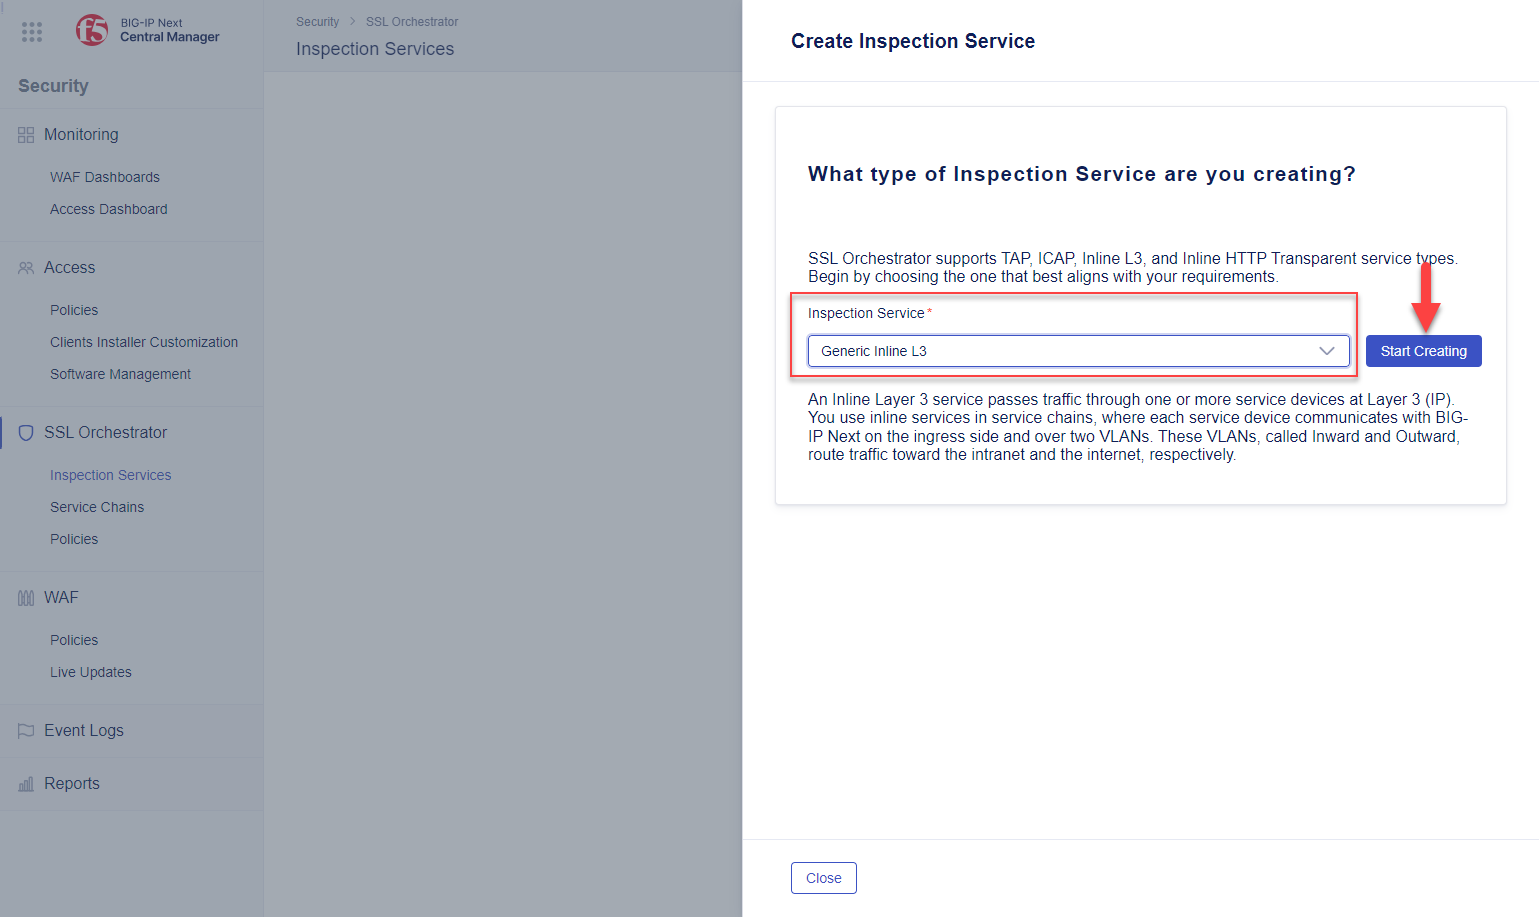 f5
BIG-IP Next
Central Manager
Security
Monitoring
WAF Dashboards
Access Dashboard
Access
Policies
Clients Installer Customization
Software Management
SSL Orchestrator
Inspection Services
Service Chains
Policies
WAF
Policies
Live Updates
Event Logs
Reports
Security > SSL Orchestrator
Inspection Services
Create Inspection Service
What type of Inspection Service are you creating?
SSL Orchestrator supports TAP, ICAP, Inline L3, and Inline HTTP Transparent service types.
Begin by choosing the one that best aligns with your requirements.
Inspection Service*
Generic Inline L3
Start Creating
An Inline Layer 3 service passes traffic through one or more service devices at Layer 3 (IP).
You use inline services in service chains, where each service device communicates with BIG-
IP Next on the ingress side and over two VLANs. These VLANs, called Inward and Outward,
route traffic toward the intranet and the internet, respectively.
Close